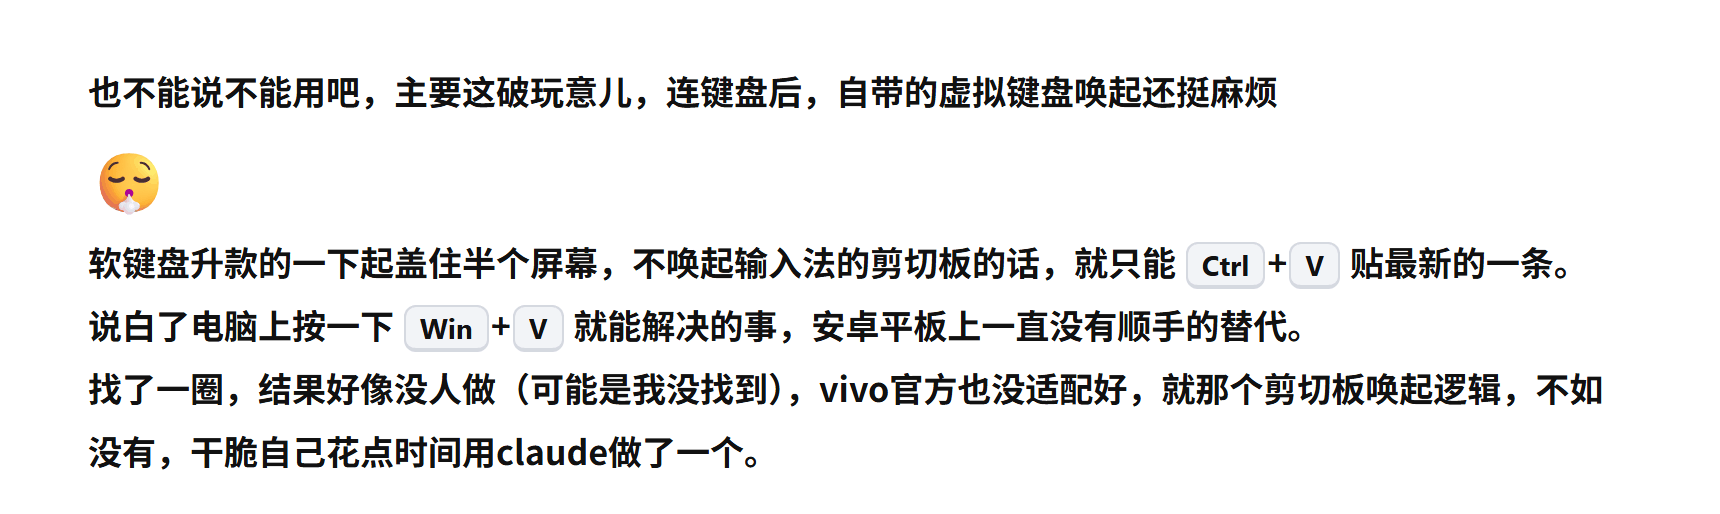 也不能说不能用吧，主要这破玩意儿，连键盘后，自带的虚拟键盘唤起还挺麻烦
软键盘升款的一下起盖住半个屏幕，不唤起输入法的剪切板的话，就只能 Ctrl+V 贴最新的一条。
说白了电脑上按一下 Win+V 就能解决的事，安卓平板上一直没有顺手的替代。
找了一圈，结果好像没人做（可能是我没找到），vivo官方也没适配好，就那个剪切板唤起逻辑，不如
没有，干脆自己花点时间用claude做了一个。